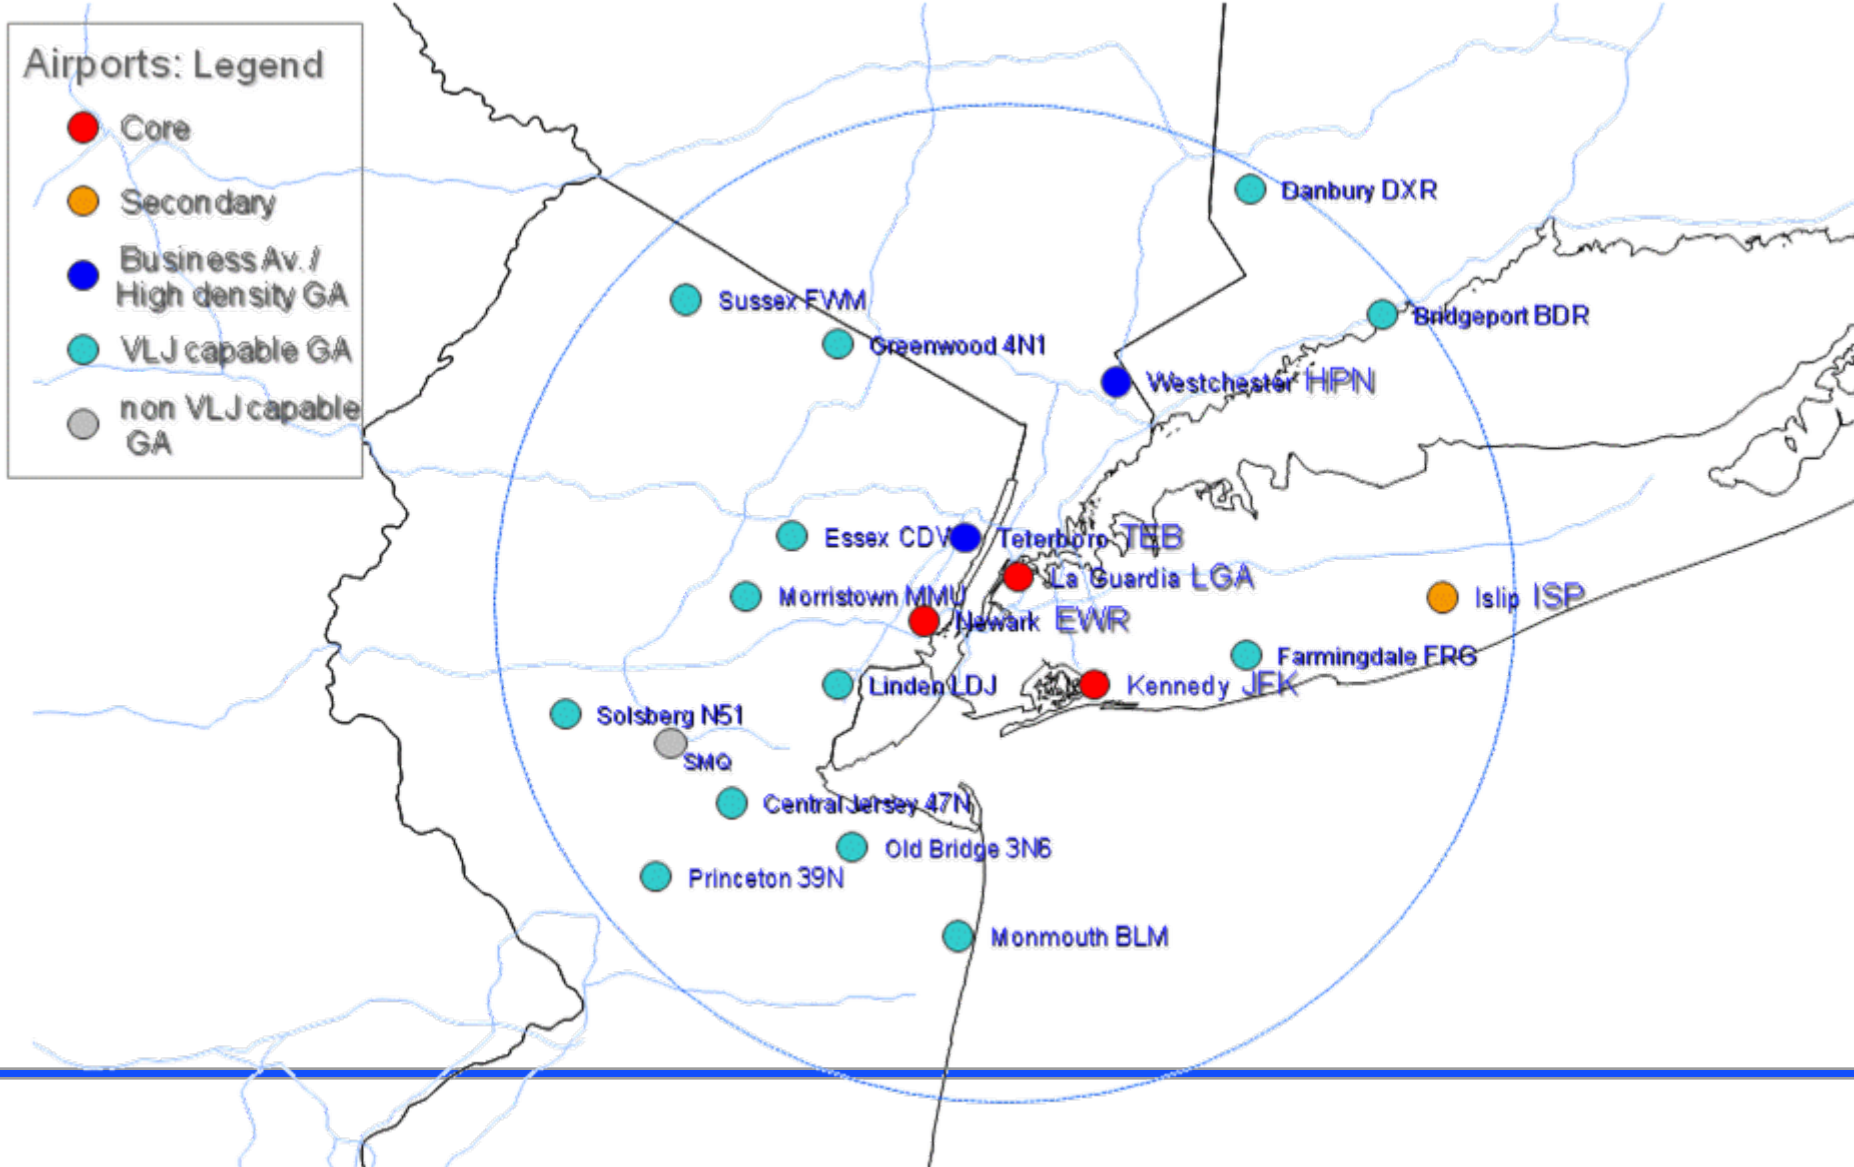 Airports: Legend
Core
Secondary
Business Av. /
High density GA
VLJ capable GA
non VLJ capable
GA
Danbury DXR
Sussex FWM
Bridgeport BDR
Greenwood 4N1
Westchester HPN
Essex CDW
Teterboro TEB
La Guardia LGA
Morristown MMU
Islip ISP
Newark EWR
Farmingdale FRG
Linden LDJ
Kennedy JFK
Solsberg N51
SMQ
Central Jersey 47N
Old Bridge 3N6
Princeton 39N
Monmouth BLM